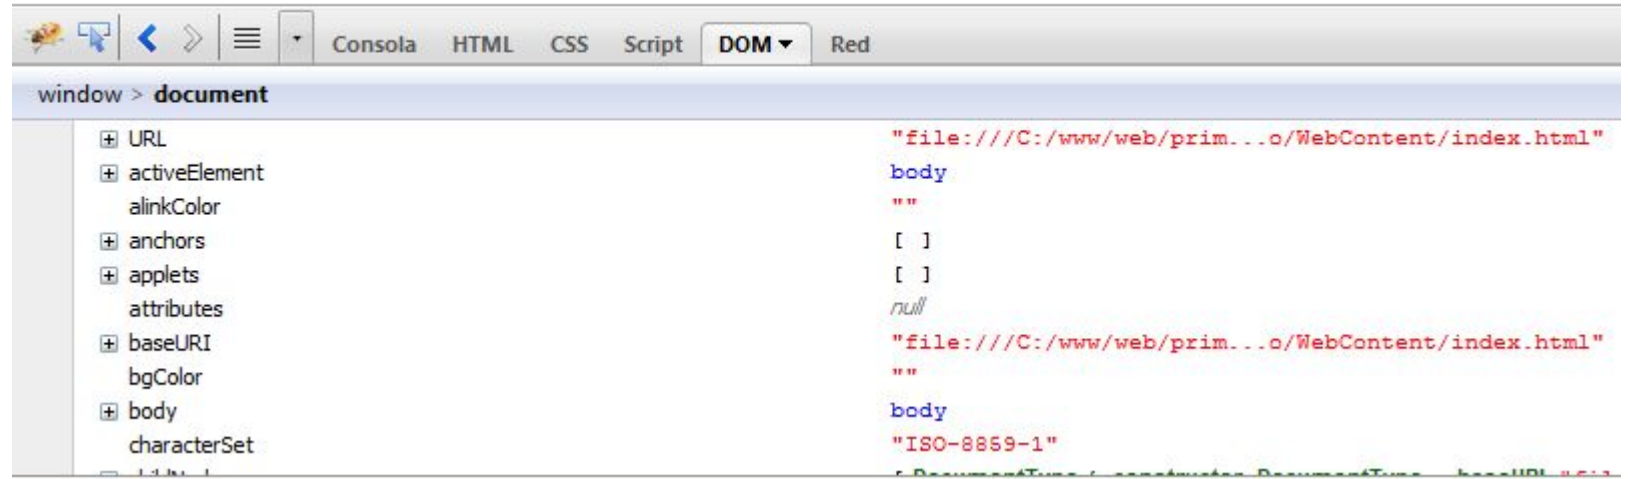 Consola HTML CSS Script DOM Red
window > document
URL "file:///C:/www/web/prim...o/WebContent/index.html"
activeElement body
alinkColor ""
anchors [ ]
applets [ ]
attributes null
baseURI "file:///C:/www/web/prim...o/WebContent/index.html"
bgColor ""
body body
characterSet "ISO-8859-1"